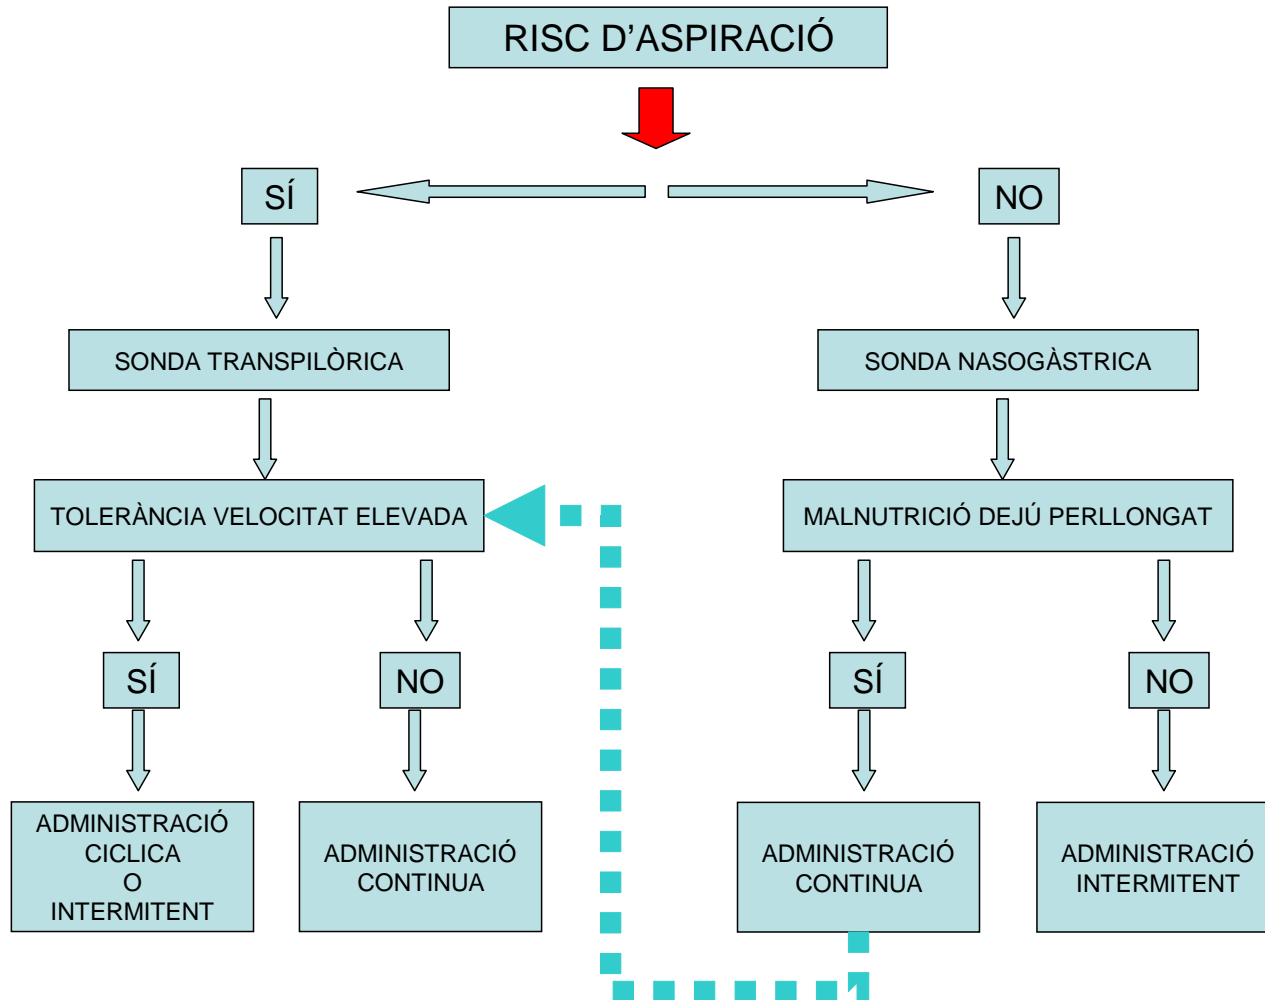 RISC D’ASPIRACIÓ
SÍ
NO
SONDA TRANSPILÒRICA
SONDA NASOGÀSTRICA
TOLERÀNCIA VELOCITAT ELEVADA
MALNUTRICIÓ DEJÚ PERLLONGAT
SÍ
NO
SÍ
NO
ADMINISTRACIÓ
CICLICA
O
INTERMITENT
ADMINISTRACIÓ
CONTINUA
ADMINISTRACIÓ
CONTINUA
ADMINISTRACIÓ
INTERMITENT